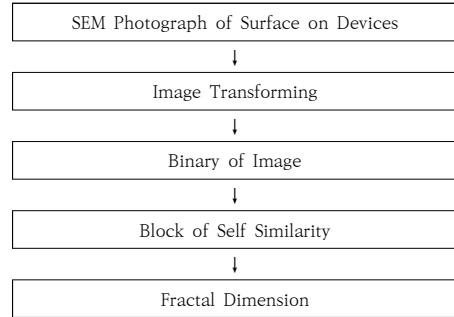 SEM Photograph of Surface on Devices
Image Transforming
Binary of Image
Block of Self Similarity
Fractal Dimension